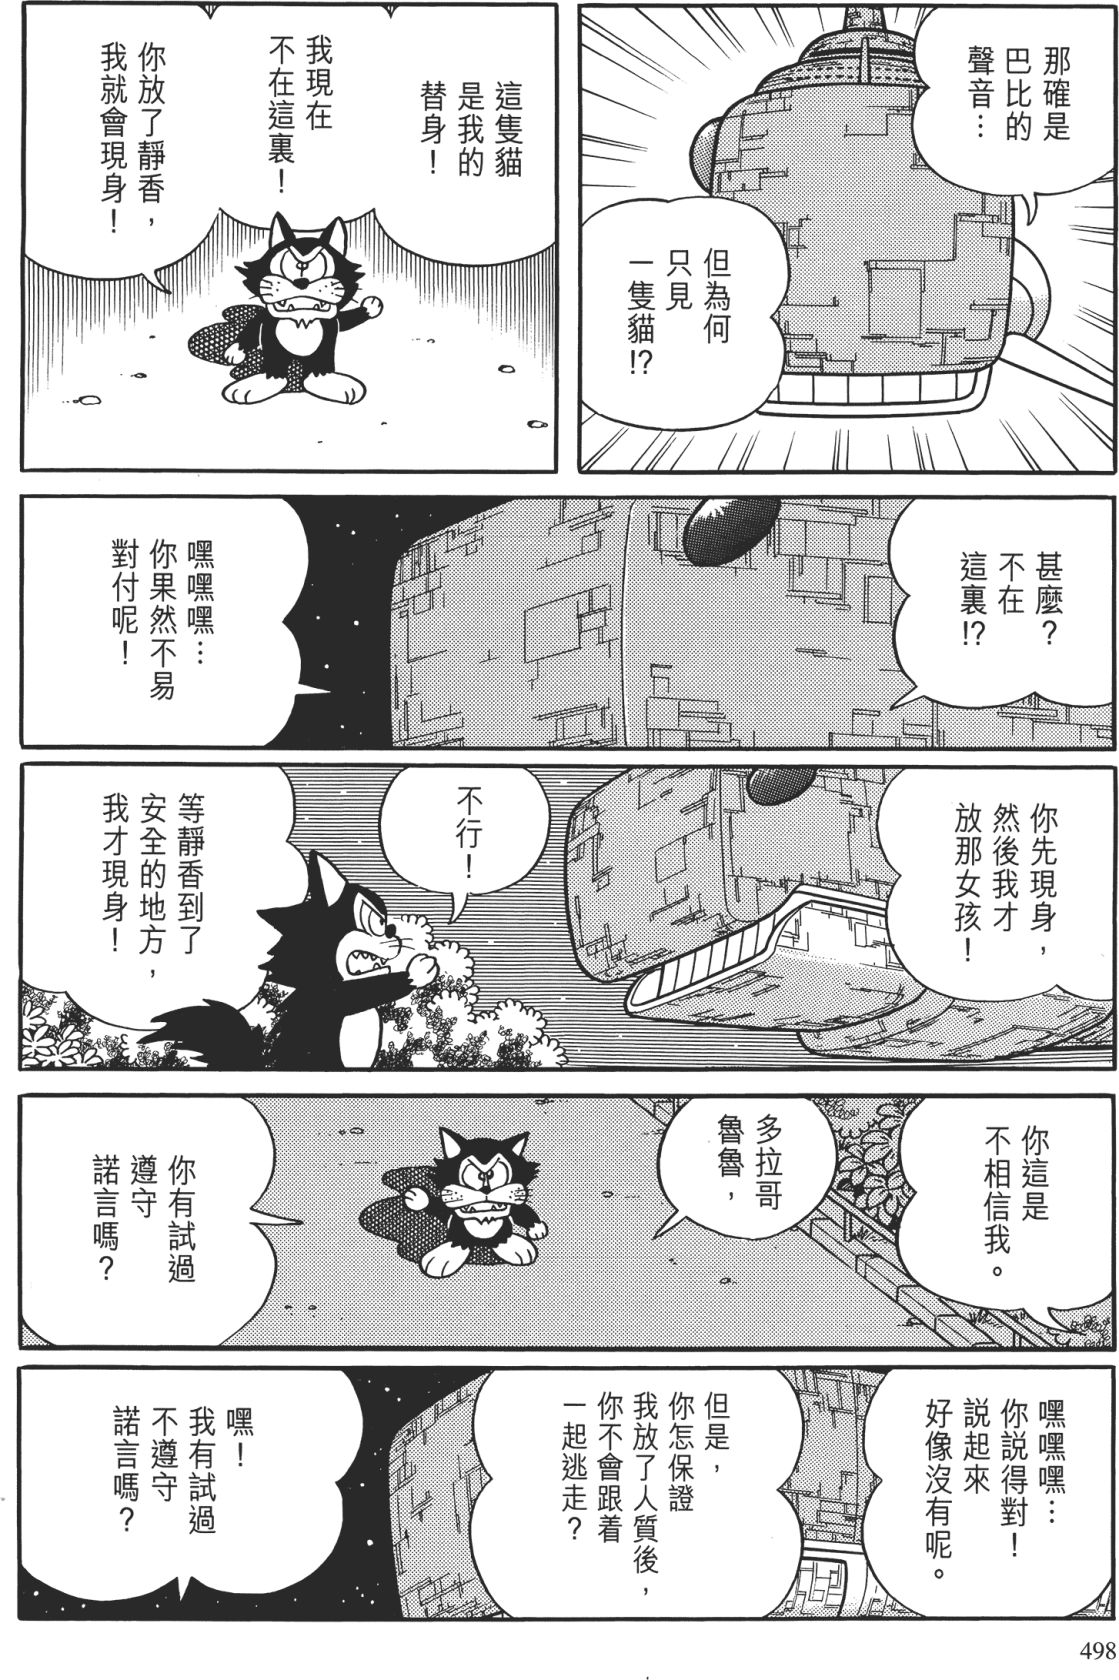 那確是
巴比的
聲音…
但為何
只見
一隻貓!?
這隻貓
是我的
替身！
我現在
不在這裏！
你放了靜香，
我就會現身！
甚麼？
不在
這裏!?
嘿嘿嘿…
你果然不易
對付呢！
你先現身，
然後我才
放那女孩！
不行！
等靜香到了
安全的地方，
我才現身！
你這是
不相信我。
多拉哥
魯魯，
你有試過
遵守
諾言嗎？
嘿嘿嘿…
你說得對！
說起來
好像沒有呢。
但是，
你怎保證
我放了人質後，
你不會跟着
一起逃走？
嘿！
我有試過
不遵守
諾言嗎？
498